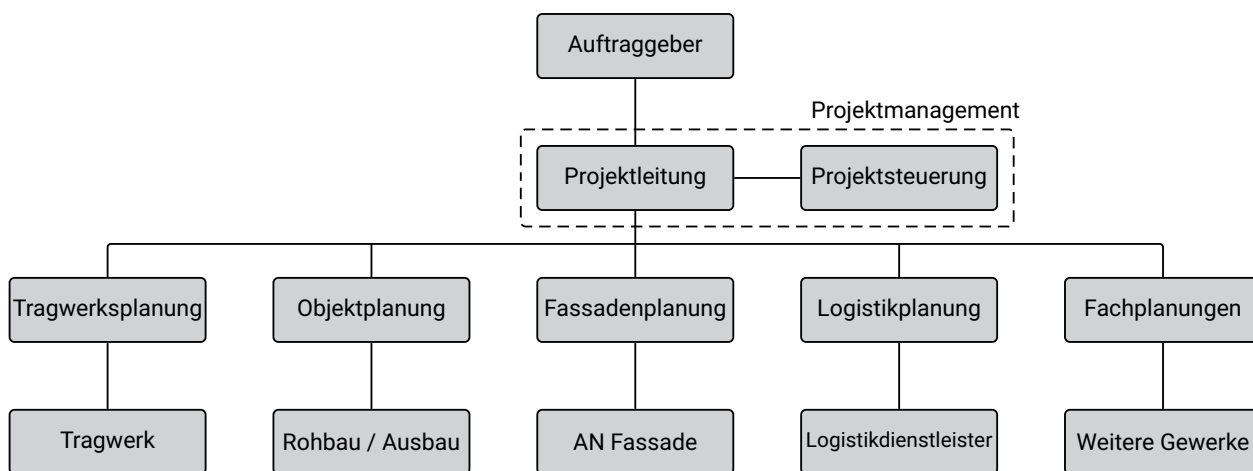 Auftraggeber
Projektmanagement
Projektleitung
Projektsteuerung
Tragwerksplanung
Objektplanung
Fassadenplanung
Logistikplanung
Fachplanungen
Tragwerk
Rohbau / Ausbau
AN Fassade
Logistikdienstleister
Weitere Gewerke